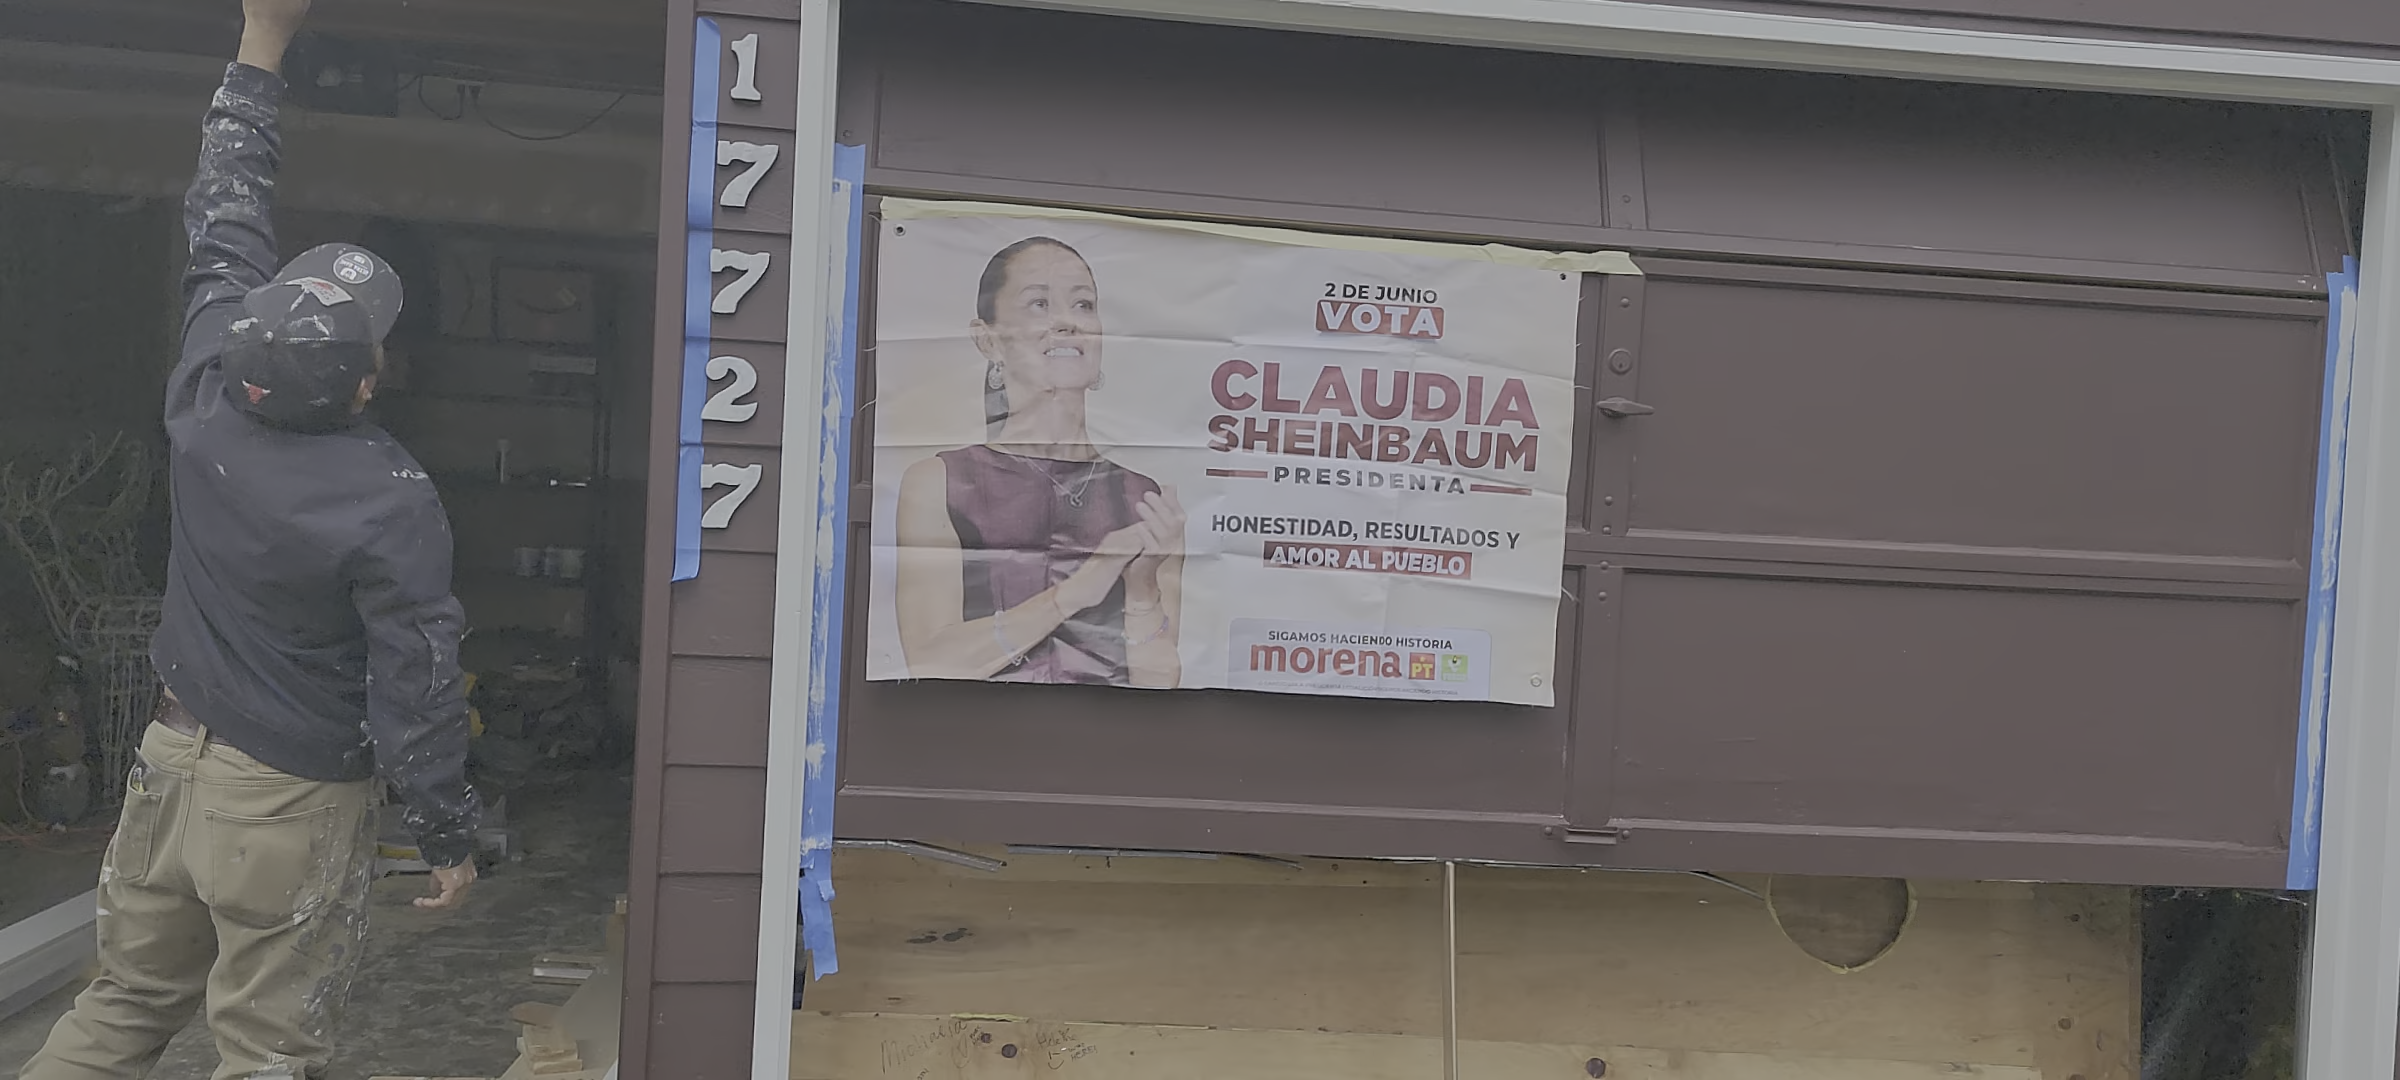 1
7
7
2
7
2 DE JUNIO
VOTA
CLAUDIA
SHEINBAUM
PRESIDENTA
HONESTIDAD, RESULTADOS Y
AMOR AL PUEBLO
SIGAMOS HACIENDO HISTORIA
morena PT